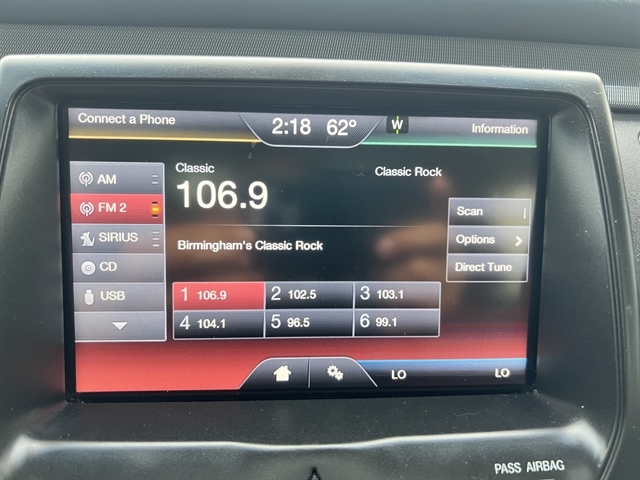 Connect a Phone
2:18 62°
W
Information
AM
FM 2
SIRIUS
CD
USB
Classic
106.9
Classic Rock
Birmingham's Classic Rock
1 106.9 2 102.5 3 103.1
4 104.1 5 96.5 6 99.1
Scan
Options
Direct Tune
LO
LO
PASS AIRBAG